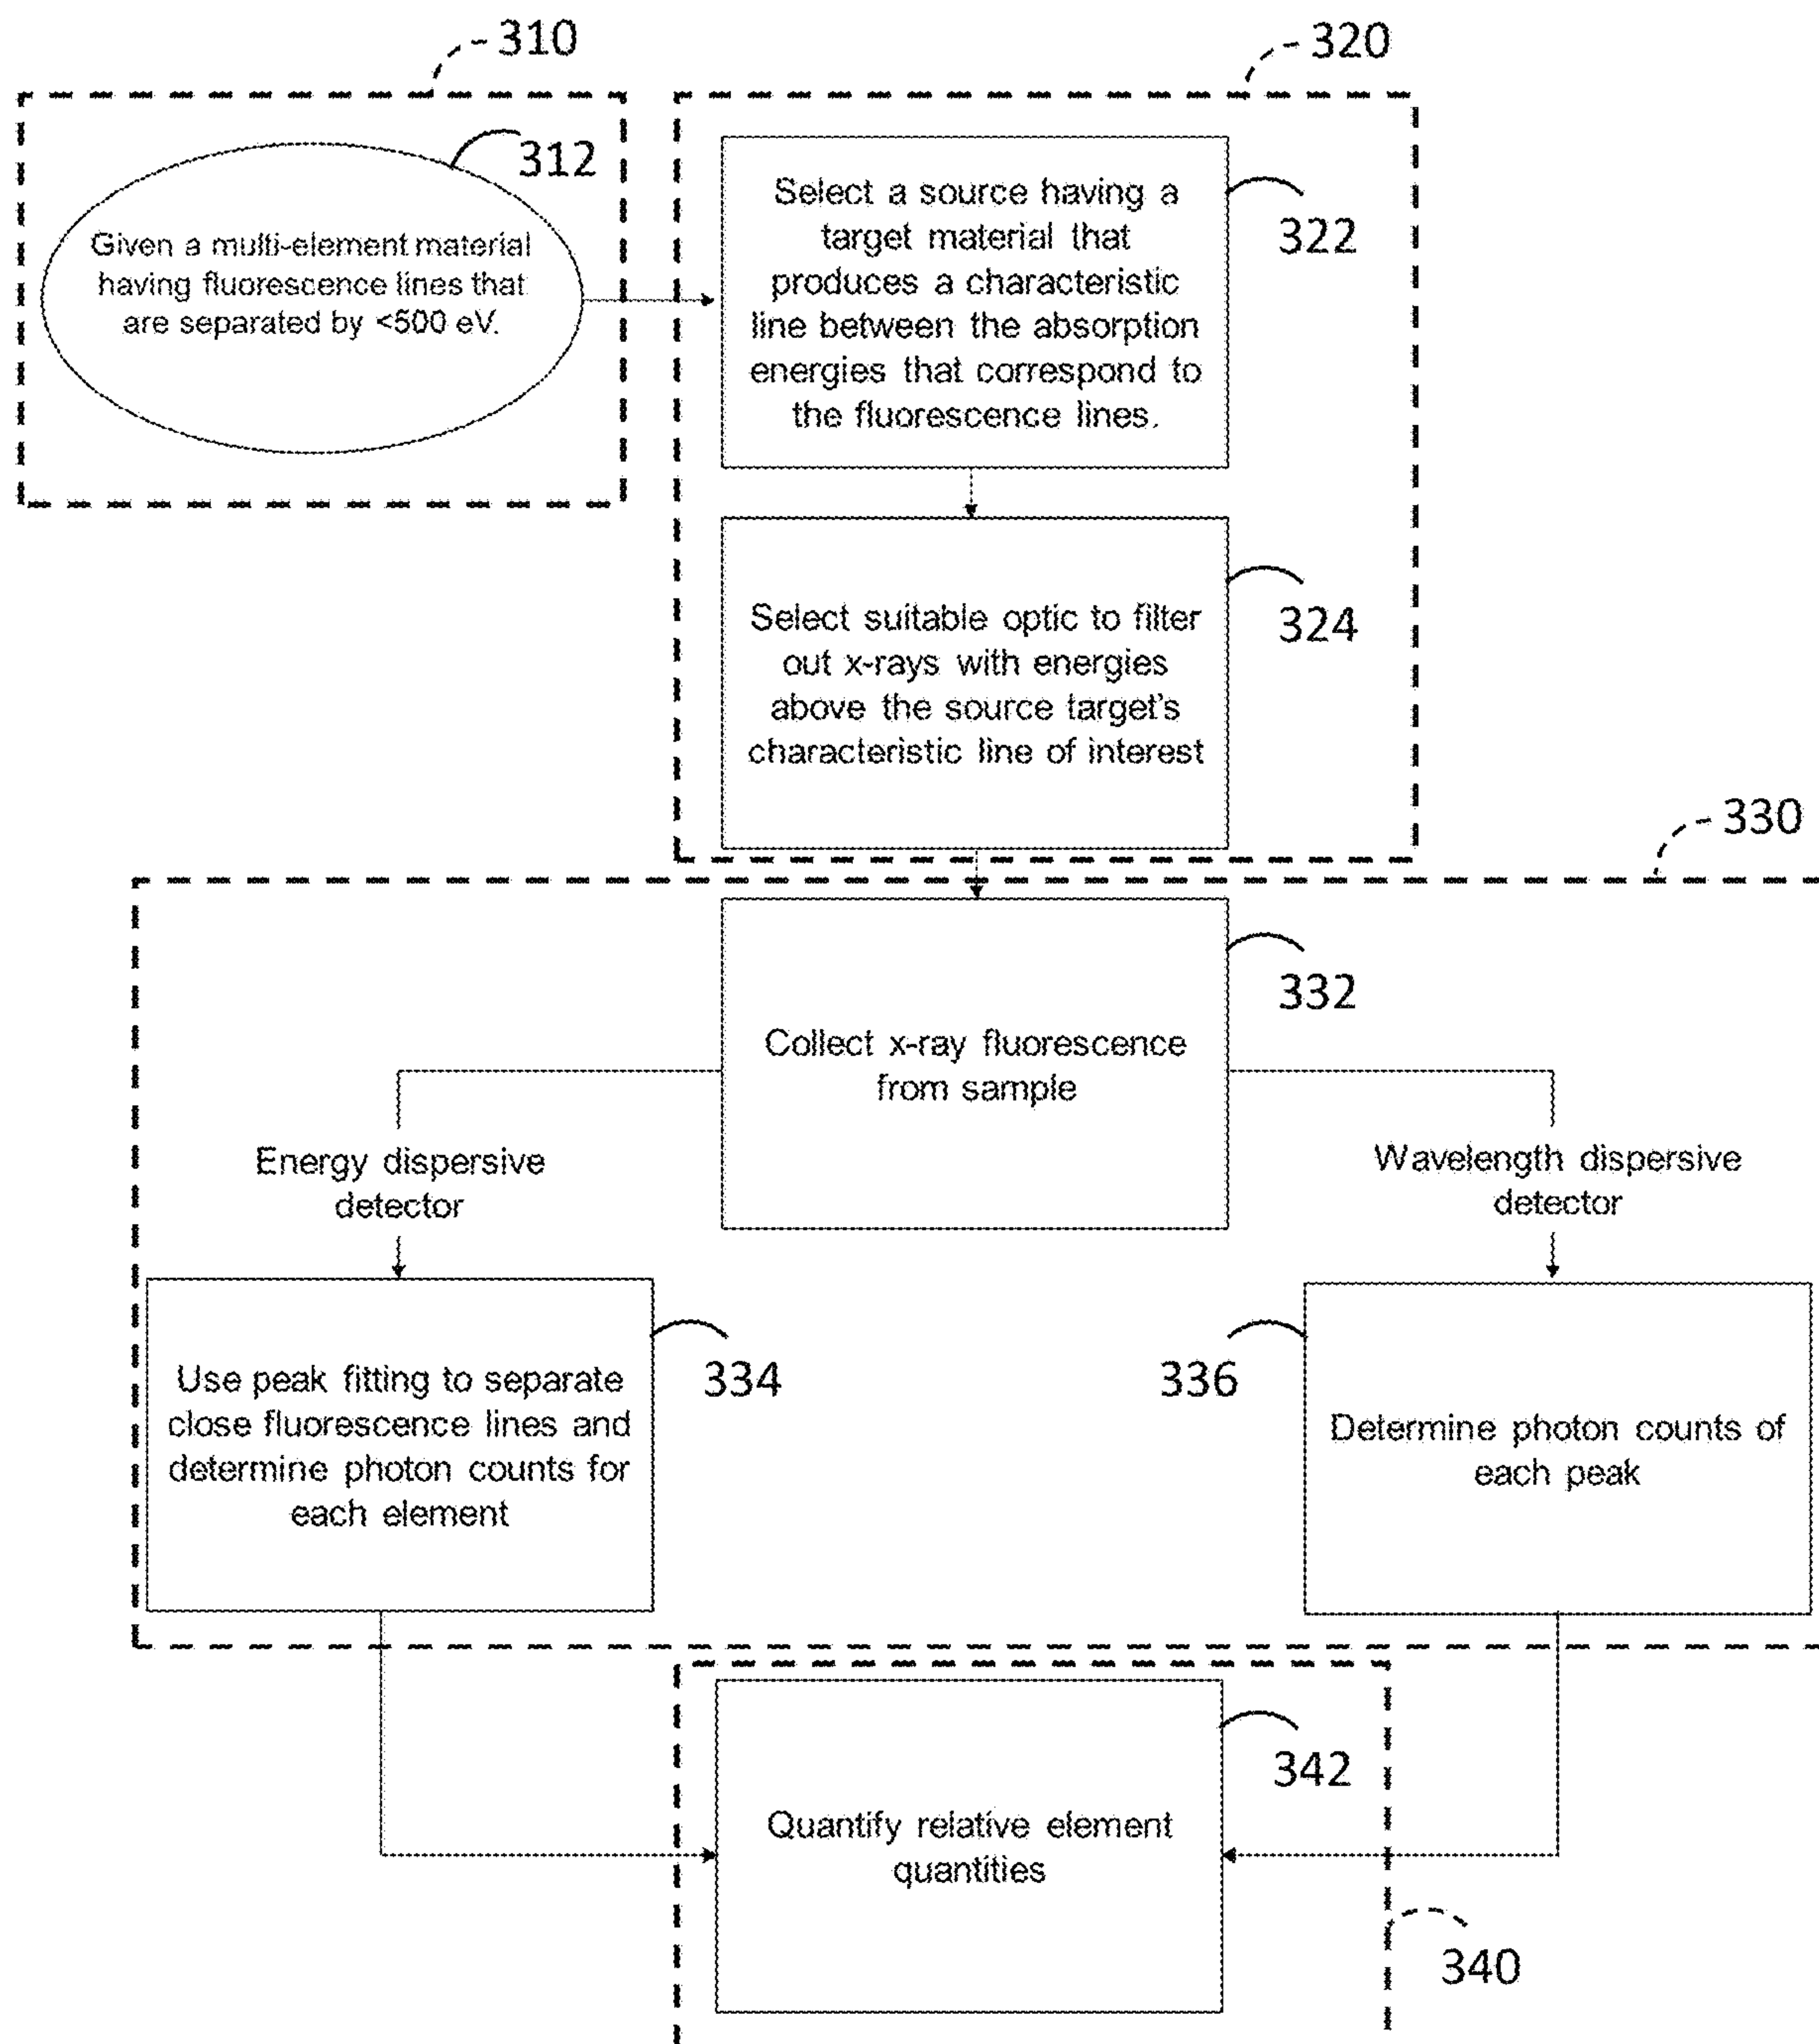 310
320
312
Given a multi-element material
having fluorescence lines that
are separated by <500 eV.
Select a source having a
target material that
produces a characteristic
line between the absorption
energies that correspond to
the fluorescence lines.
322
Select suitable optic to filter
out x-rays with energies
above the source target's
characteristic line of interest
324
330
Collect x-ray fluorescence
from sample
332
Energy dispersive
detector
Wavelength dispersive
detector
Use peak fitting to separate
close fluorescence lines and
determine photon counts for
each element
334
336
Determine photon counts of
each peak
Quantify relative element
quantities
342
340